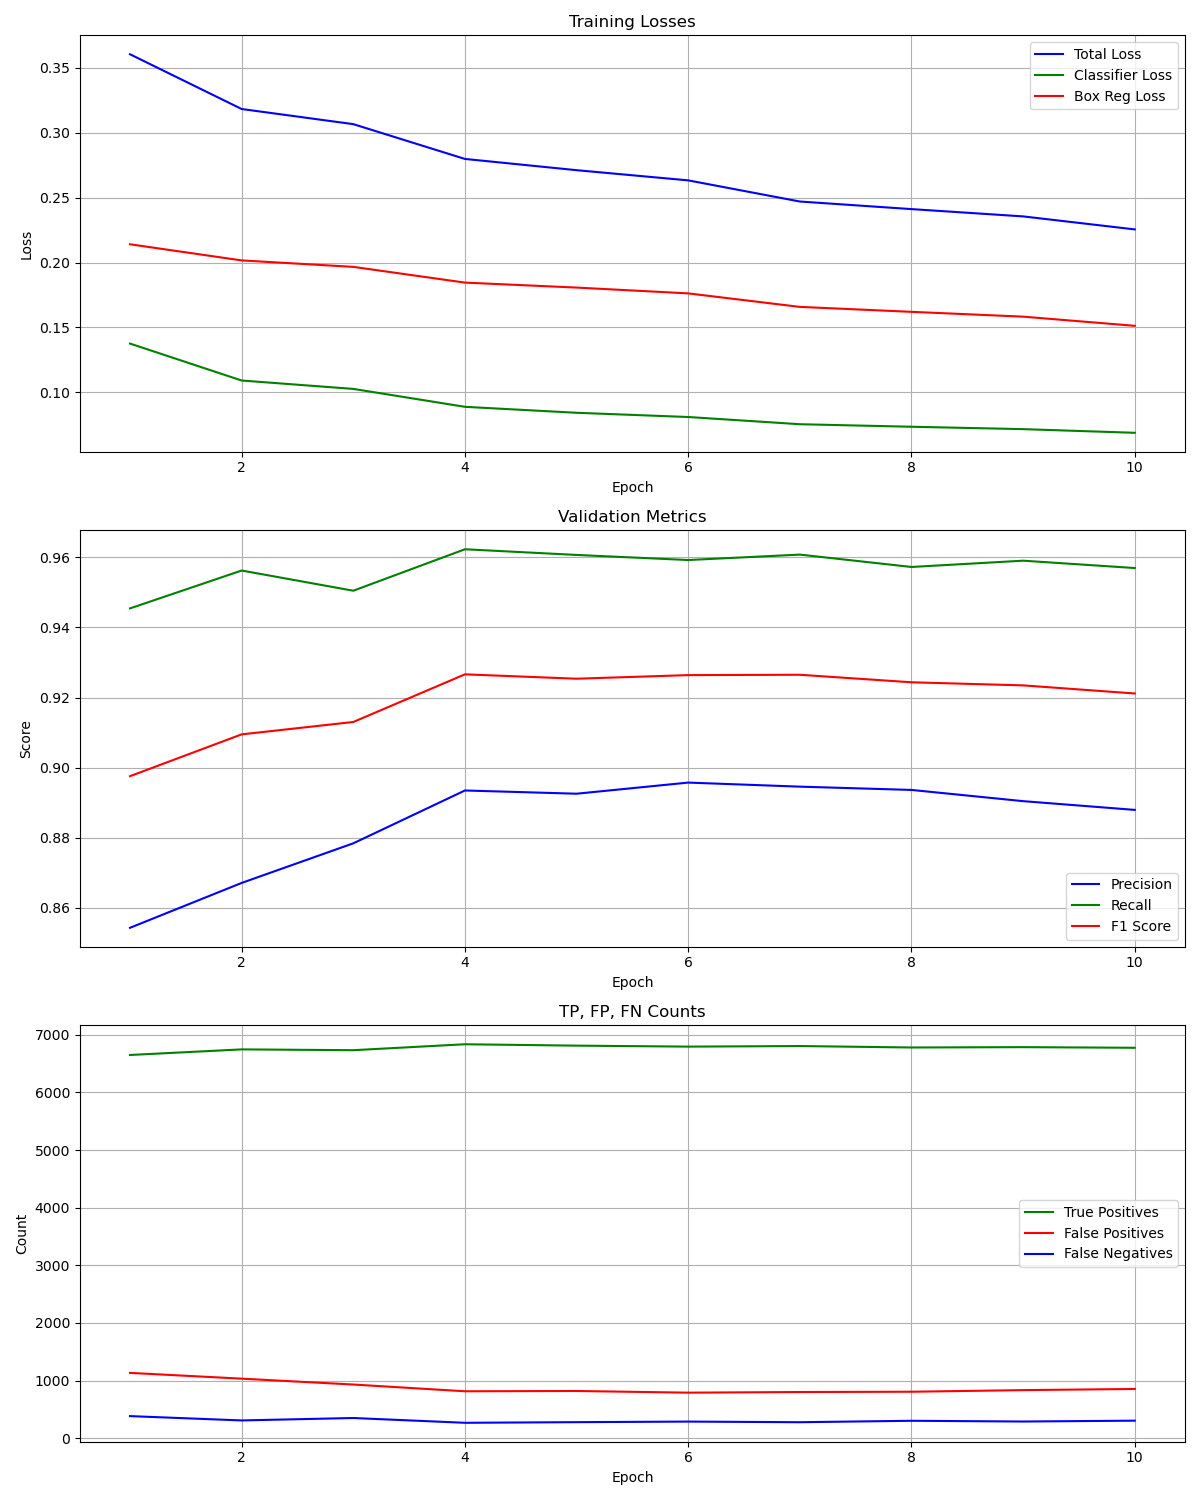 Training Losses
0.35
0.30
0.25
0.20
0.15
0.10
Loss
Total Loss
Classifier Loss
Box Reg Loss
2 4 6 8 10
Epoch
Validation Metrics
0.96
0.94
0.92
0.90
0.88
0.86
Score
Precision
Recall
F1 Score
2 4 6 8 10
Epoch
TP, FP, FN Counts
7000
6000
5000
4000
3000
2000
1000
0
Count
True Positives
False Positives
False Negatives
2 4 6 8 10
Epoch